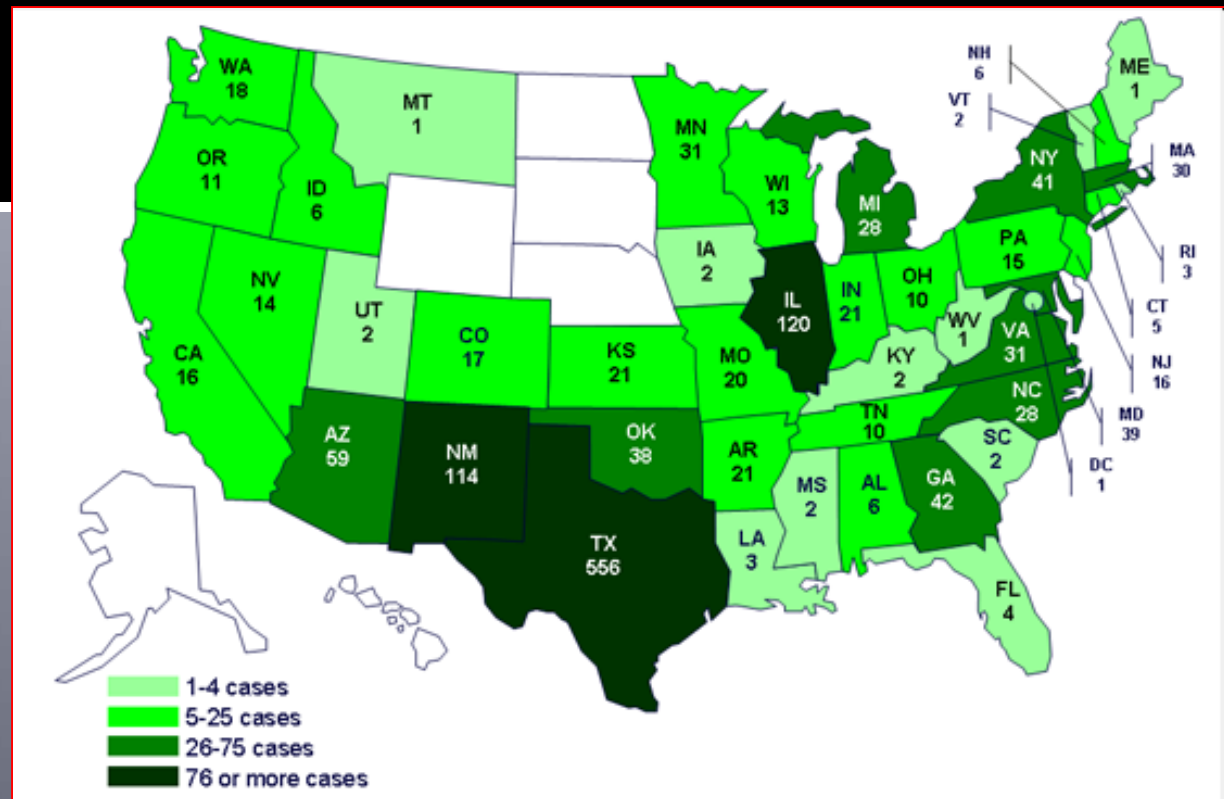 WA
18
MT
1
OR
11
ID
6
NV
14
CA
16
UT
2
CO
17
AZ
59
NM
114
TX
556
OK
38
KS
21
MN
31
IA
2
MO
20
AR
21
LA
3
WI
13
IL
120
MI
28
IN
21
OH
10
KY
2
TN
10
MS
2
AL
6
GA
42
FL
4
SC
2
NC
28
VA
31
WV
1
PA
15
NY
41
VT
2
NH
6
ME
1
MA
30
RI
3
CT
5
NJ
16
MD
39
DC
1
1-4 cases
5-25 cases
26-75 cases
76 or more cases